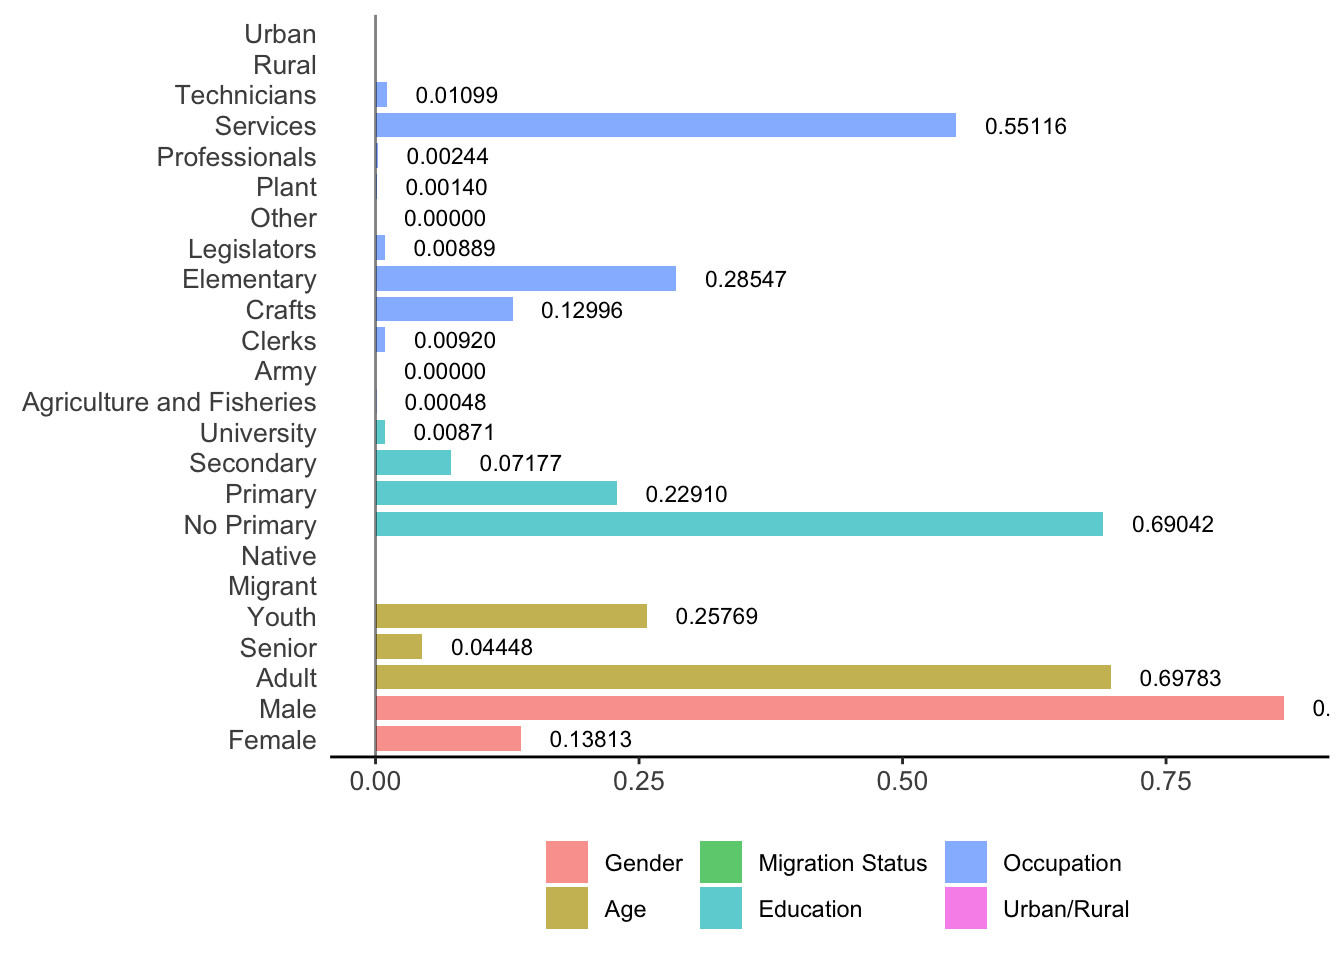 Urban
Rural
Technicians 0.01099
Services 0.55116
Professionals 0.00244
Plant 0.00140
Other 0.00000
Legislators 0.00889
Elementary 0.28547
Crafts 0.12996
Clerks 0.00920
Army 0.00000
Agriculture and Fisheries 0.00048
University 0.00871
Secondary 0.07177
Primary 0.22910
No Primary 0.69042
Native
Migrant
Youth 0.25769
Senior 0.04448
Adult 0.69783
Male 0.
Female 0.13813
0.00 0.25 0.50 0.75
Gender Migration Status Occupation
Age Education Urban/Rural